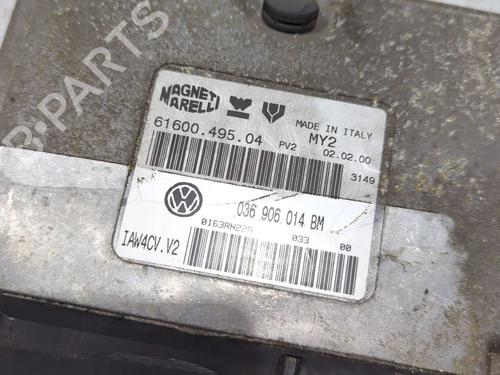 MAGNETI
MARELLI
MADE IN ITALY
61600.495.04 PV2 MY2
02.02.00
3149
036 906 014 BM
033 00
IAW4CV.V2
B-PARTS